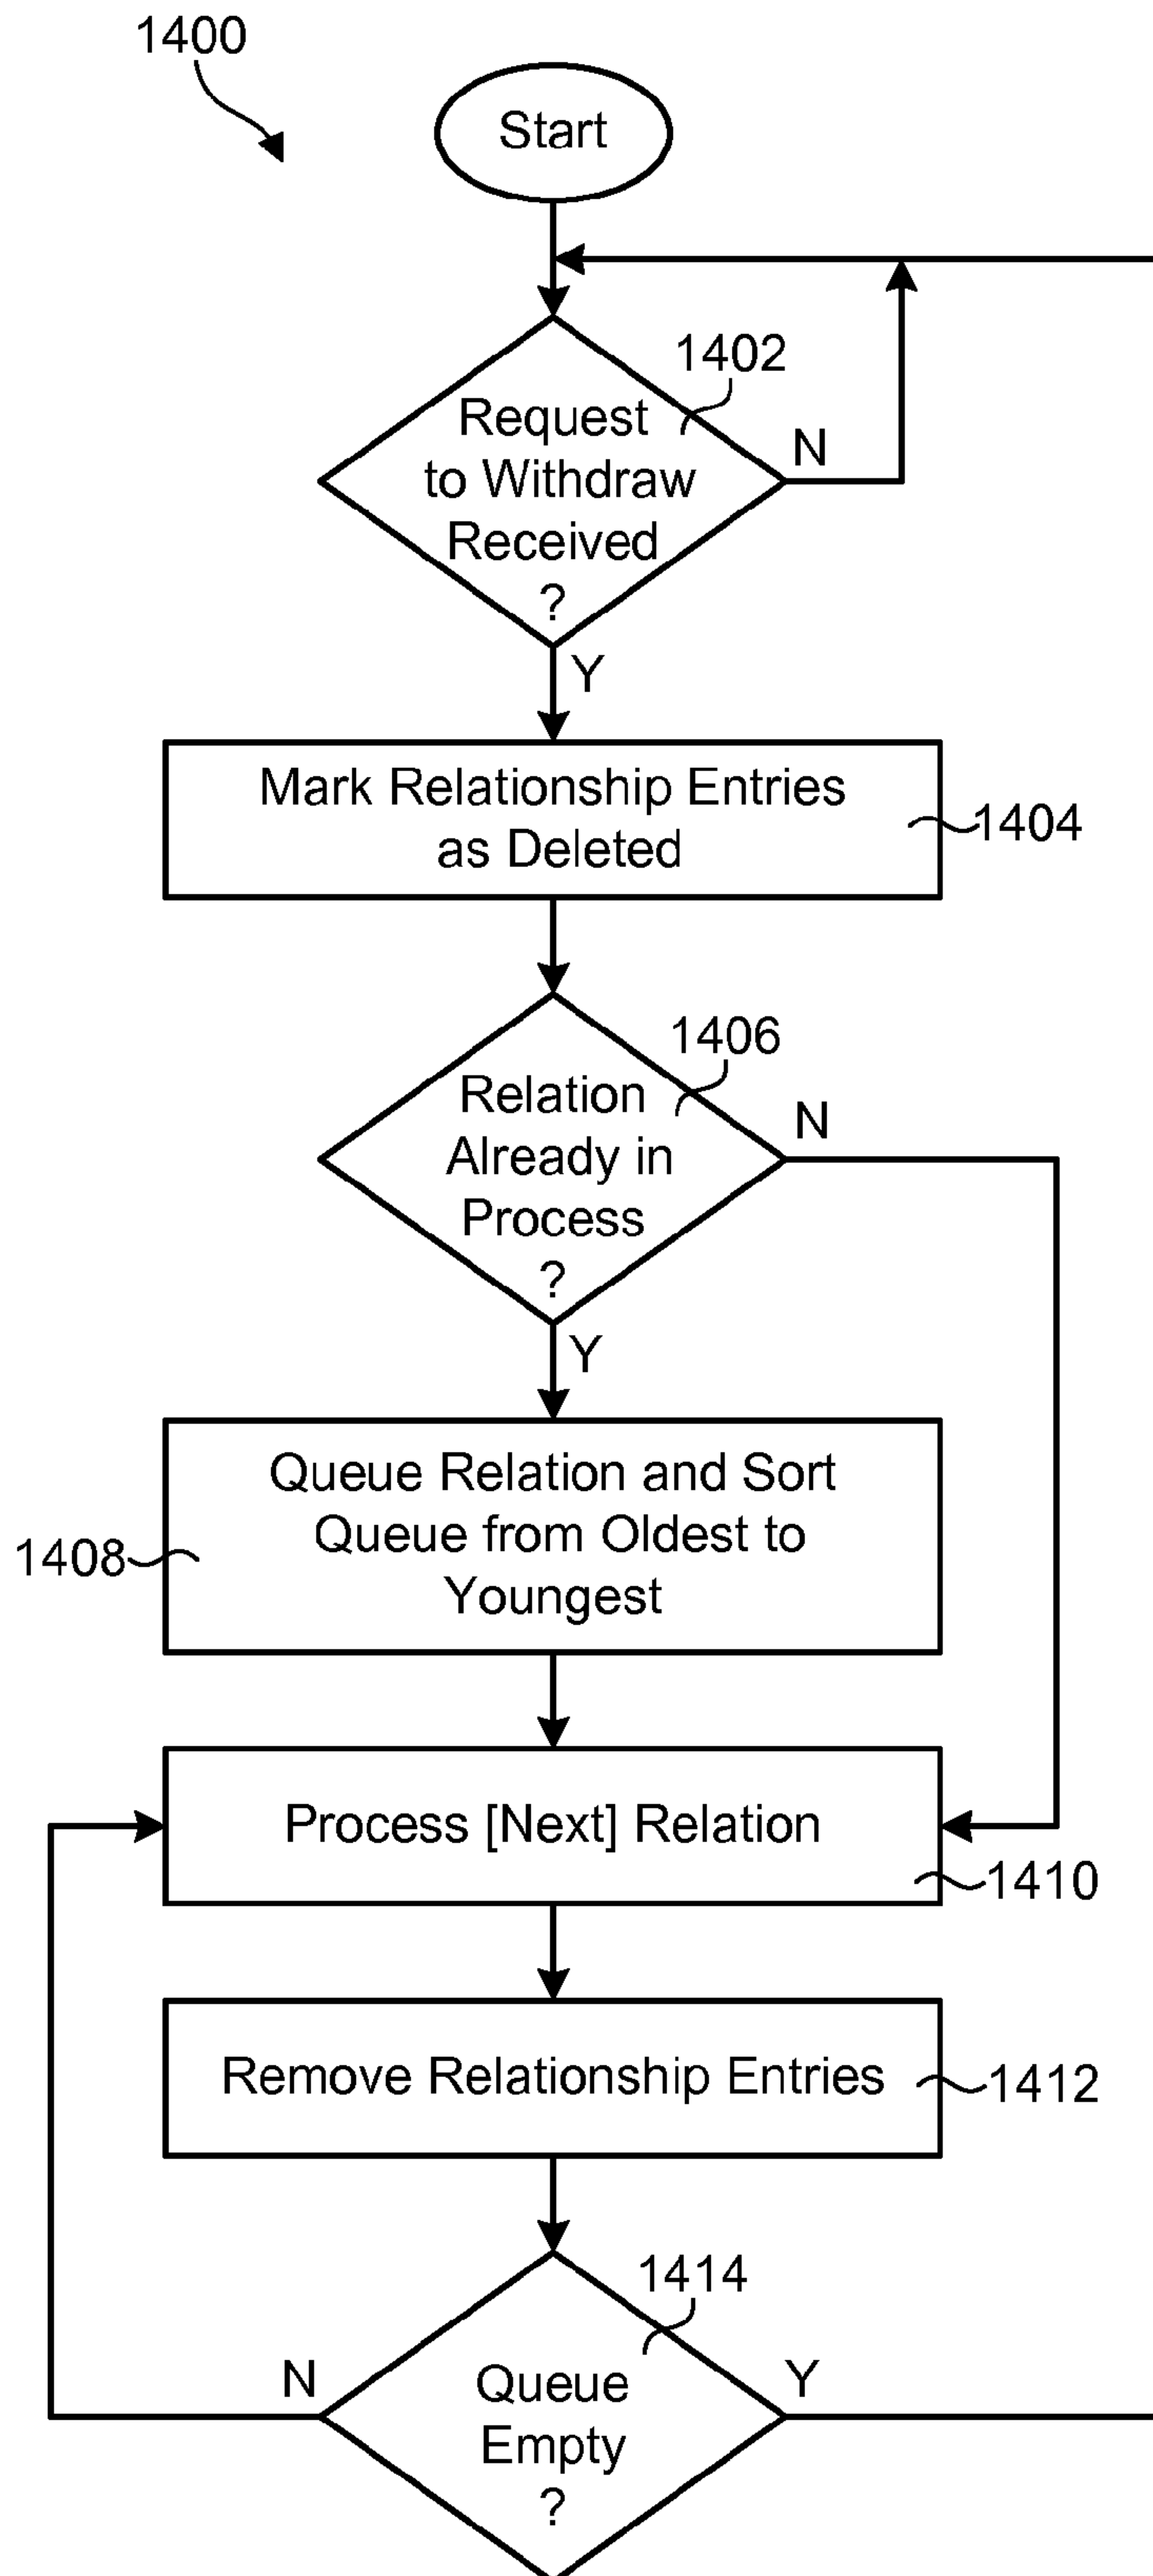 1400
Start
1402
Request
to Withdraw
Received
?
N
Y
Mark Relationship Entries
as Deleted
1404
1406
Relation
Already in
Process
?
N
Y
Queue Relation and Sort
Queue from Oldest to
Youngest
1408
Process [Next] Relation
1410
Remove Relationship Entries
1412
1414
N
Queue
Empty
?
Y